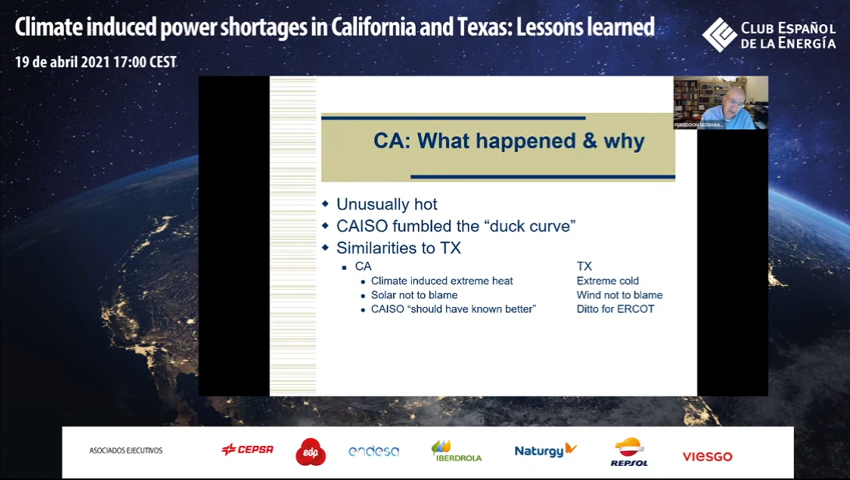 Climate induced power shortages in California and Texas: Lessons learned
19 de abril 2021 17:00 CEST
CLUB ESPAÑOL
DE LA ENERGÍA
CA: What happened & why
Unusually hot
CAISO fumbled the “duck curve”
Similarities to TX
CA TX
Climate induced extreme heat Extreme cold
Solar not to blame Wind not to blame
CAISO “should have known better” Ditto for ERCOT
ASOCIADOS EJECUTIVOS
CEPSA
edp
endesa
IBERDROLA
Naturgy
REPSOL
viesgo